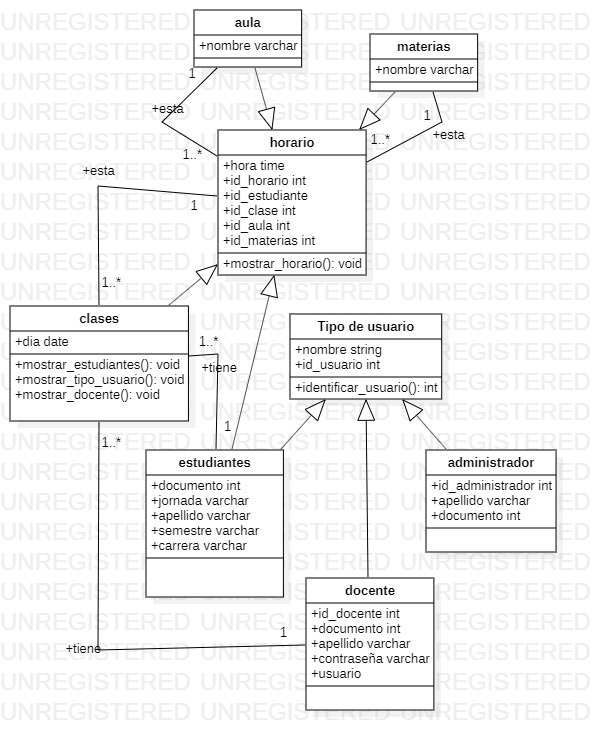 aula
+nombre varchar
materias
+nombre varchar
1
+esta
1..*
1
+esta
1..*
horario
+hora time
+id_horario int
+id_estudiante
+id_clase int
+id_aula int
+id_materias int
+mostrar_horario(): void
+esta
1
1..*
clases
+dia date
+mostrar_estudiantes(): void
+mostrar_tipo_usuario(): void
+mostrar_docente(): void
1..*
+tiene
1
Tipo de usuario
+nombre string
+id_usuario int
+identificar_usuario(): int
1..*
estudiantes
+documento int
+jornada varchar
+apellido varchar
+semestre varchar
+carrera varchar
administrador
+id_administrador int
+apellido varchar
+documento int
docente
+id_docente int
+documento int
+apellido varchar
+contraseña varchar
+usuario
1
+tiene
UNREGISTERED UNREGISTERED UNREGISTERED